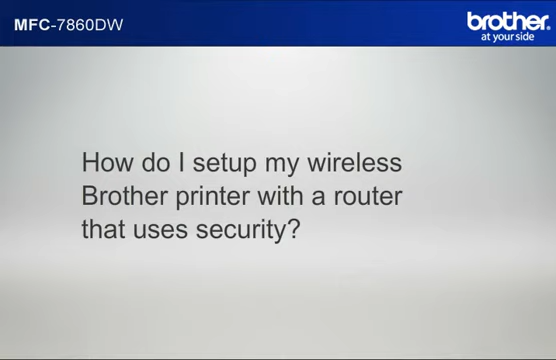 MFC-7860DW
brother
at your side
How do I setup my wireless
Brother printer with a router
that uses security?